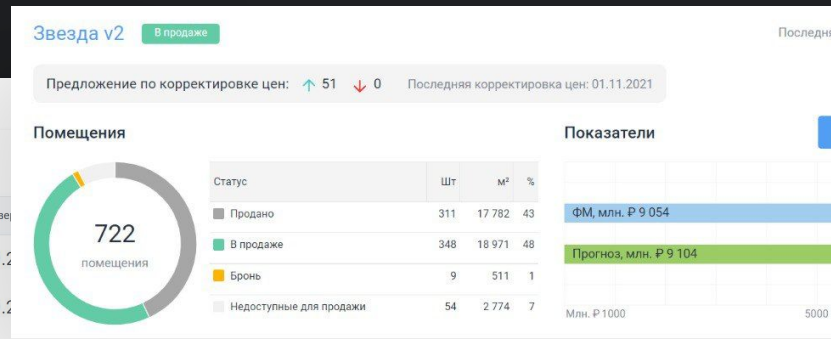 Звезда v2 В продаже
Предложение по корректировке цен: ↑ 51 ↓ 0 Последняя корректировка цен: 01.11.2021
Помещения
722
помещения
Статус Шт М² %
Продано 311 17 782 43
В продаже 348 18 971 48
Бронь 9 511 1
Недоступные для продажи 54 2 774 7
Показатели
ФМ, млн. ₽ 9 054
Прогноз, млн. ₽ 9 104
Млн. ₽ 1000 5000